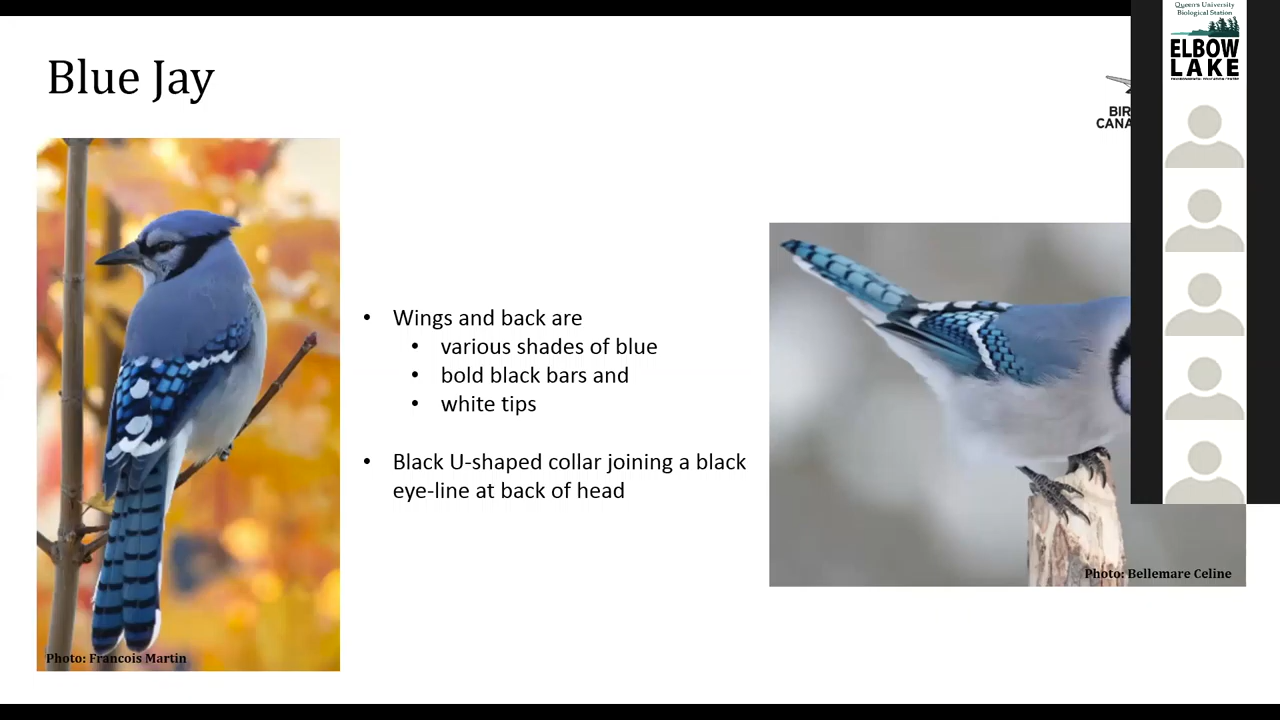 Queen's University
Biological Station
ELBOW
LAKE
Blue Jay
BIR
CANA
• Wings and back are
• various shades of blue
• bold black bars and
• white tips
• Black U-shaped collar joining a black
eye-line at back of head
Photo: Bellemare Celine
Photo: Francois Martin